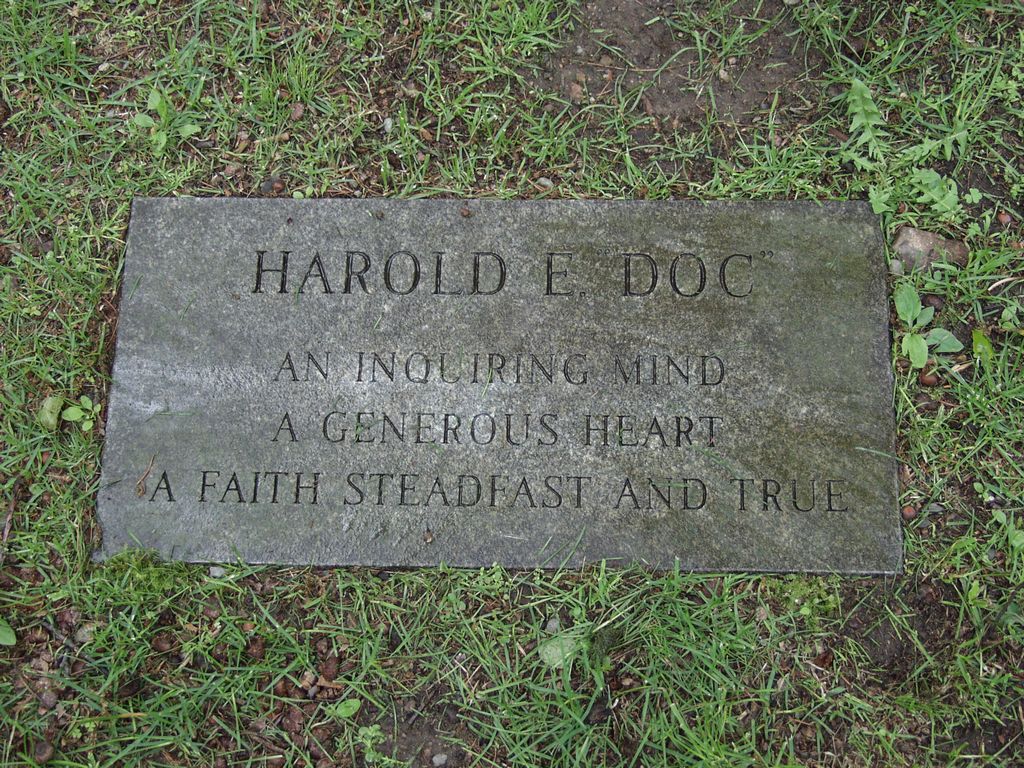 HAROLD E. "DOC"
AN INQUIRING MIND
A GENEROUS HEART
A FAITH STEADFAST AND TRUE